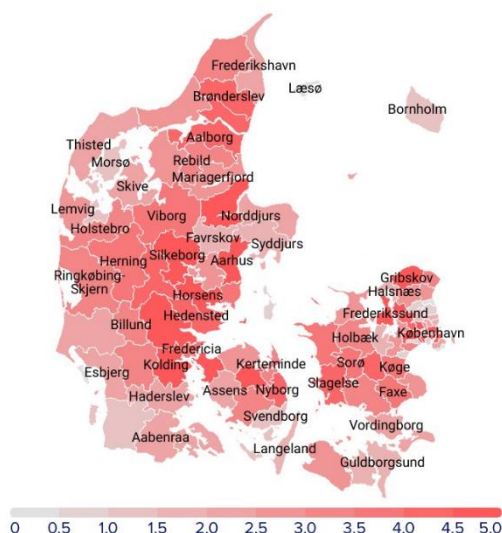 Frederikshavn
Læsø
Brønderslev
Bornholm
Aalborg
Thisted
Rebild
Morsø
Mariagerfjord
Skive
Lemvig
Viborg
Norddjurs
Holstebro
Favrskov
Syddjurs
Silkeborg
Herning
Aarhus
Ringkøbing-
Skjern
Gribskov
Halsnæs
Horsens
Frederikssund
Hedensted
Billund
København
Holbæk
Fredericia
Kerteminde
Sorø
Køge
Kolding
Esbjerg
Slagelse
Assens
Nyborg
Faxe
Haderslev
Svendborg
Vordingborg
Aabenraa
Langeland
Guldborgsund
0 0.5 1.0 1.5 2.0 2.5 3.0 3.5 4.0 4.5 5.0